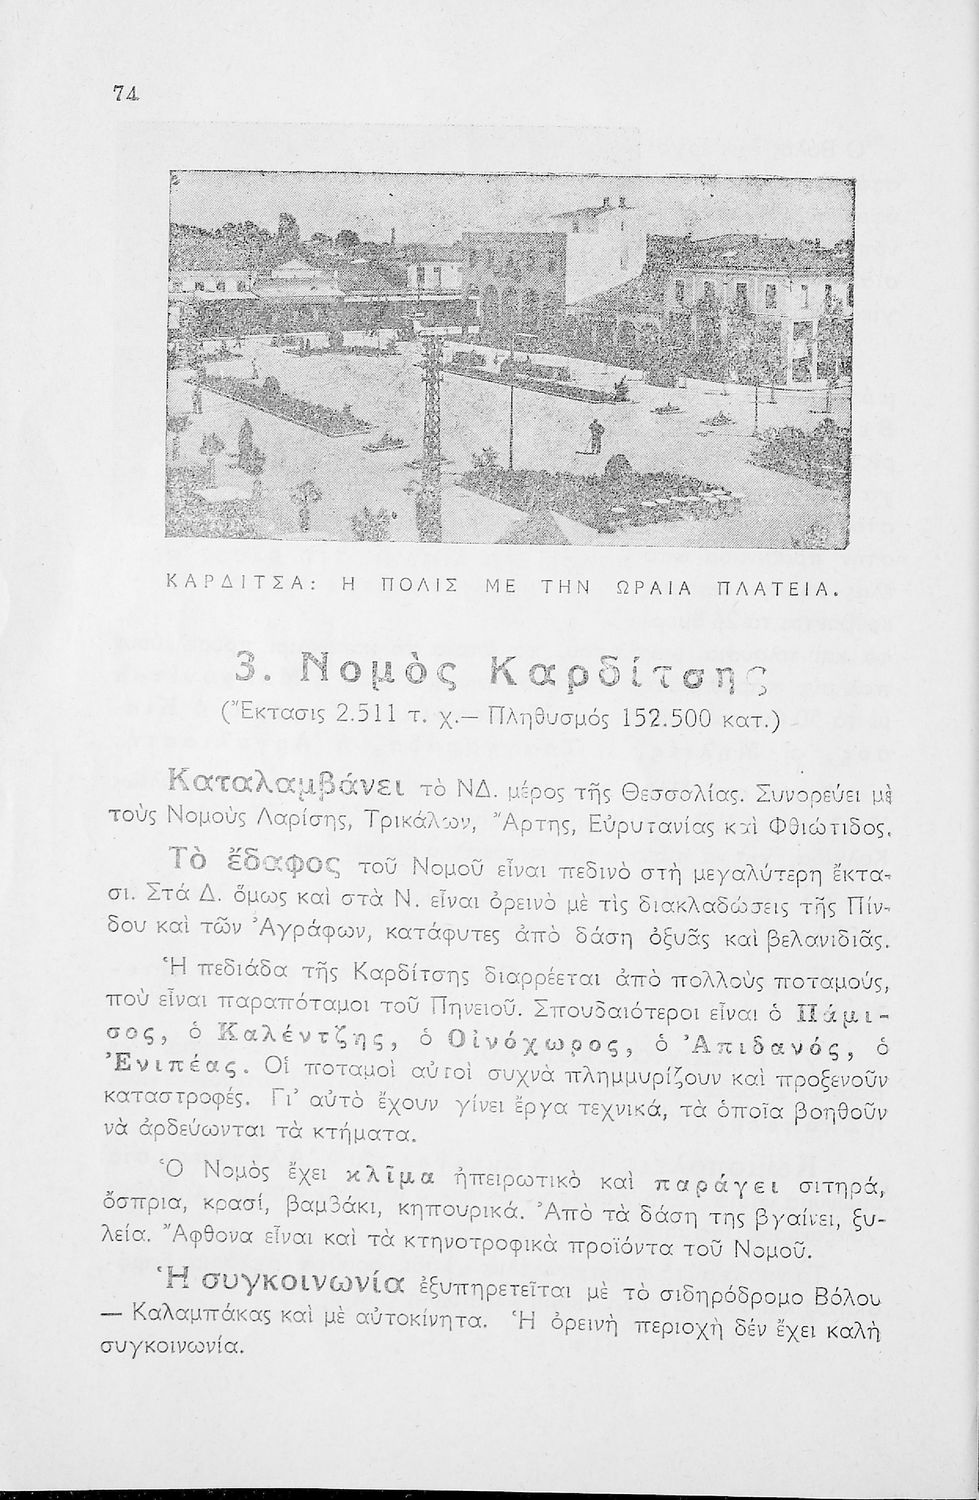 74
ΚΑΡΔΙΤΣΑ: Η ΠΟΛΙΣ ΜΕ ΤΗΝ ΩΡΑΙΑ ΠΛΑΤΕΙΑ.
3. Νομὸς Καρδίτσης
(Ἔκτασις 2.511 τ. χ.— Πληθυσμός 152.500 κατ.)
Καταλαμβάνει τὸ ΝΔ. μέρος τῆς Θεσσαλίας. Συνορεύει μὲ
τοὺς Νομοὺς Λαρίσης, Τρικάλων, Ἄρτης, Εὐρυτανίας καὶ Φθιώτιδος.
Τὸ ἔδαφος τοῦ Νομοῦ εἶναι πεδινὸ στὴ μεγαλύτερη ἔκτα-
σι. Στά Δ. ὅμως καὶ στὰ Ν. εἶναι ὀρεινὸ μὲ τὶς διακλαδώσεις τῆς Πίν-
δου καὶ τῶν Ἀγράφων, κατάφυτες ἀπὸ δάση ὀξυᾶς καὶ βελανιδιᾶς.
Ἡ πεδιάδα τῆς Καρδίτσης διαρρέεται ἀπὸ πολλοὺς ποταμούς,
ποὺ εἶναι παραπόταμοι τοῦ Πηνειοῦ. Σπουδαιότεροι εἶναι ὁ Πάμι-
σος, ὁ Καλέντζης, ὁ Οἰνόχωρος, ὁ Ἀπιδανός, ὁ
Ἐνιπέας. Οἱ ποταμοὶ αὐτοὶ συχνὰ πλημμυρίζουν καὶ προξενοῦν
καταστροφές. Γι’ αὐτὸ ἔχουν γίνει ἔργα τεχνικά, τὰ ὁποῖα βοηθοῦν
νὰ ἀρδεύωνται τὰ κτήματα.
Ὁ Νομὸς ἔχει κλῖμα ἠπειρωτικὸ καὶ παράγει σιτηρά,
ὄσπρια, κρασί, βαμβάκι, κηπουρικά. Ἀπὸ τὰ δάση της βγαίνει, ξυ-
λεία. Ἄφθονα εἶναι καὶ τὰ κτηνοτροφικὰ προϊόντα τοῦ Νομοῦ.
Ἡ συγκοινωνία ἐξυπηρετεῖται μὲ τὸ σιδηρόδρομο Βόλου
— Καλαμπάκας καὶ μὲ αὐτοκίνητα. Ἡ ὀρεινὴ περιοχὴ δέν ἔχει καλὴ
συγκοινωνία.